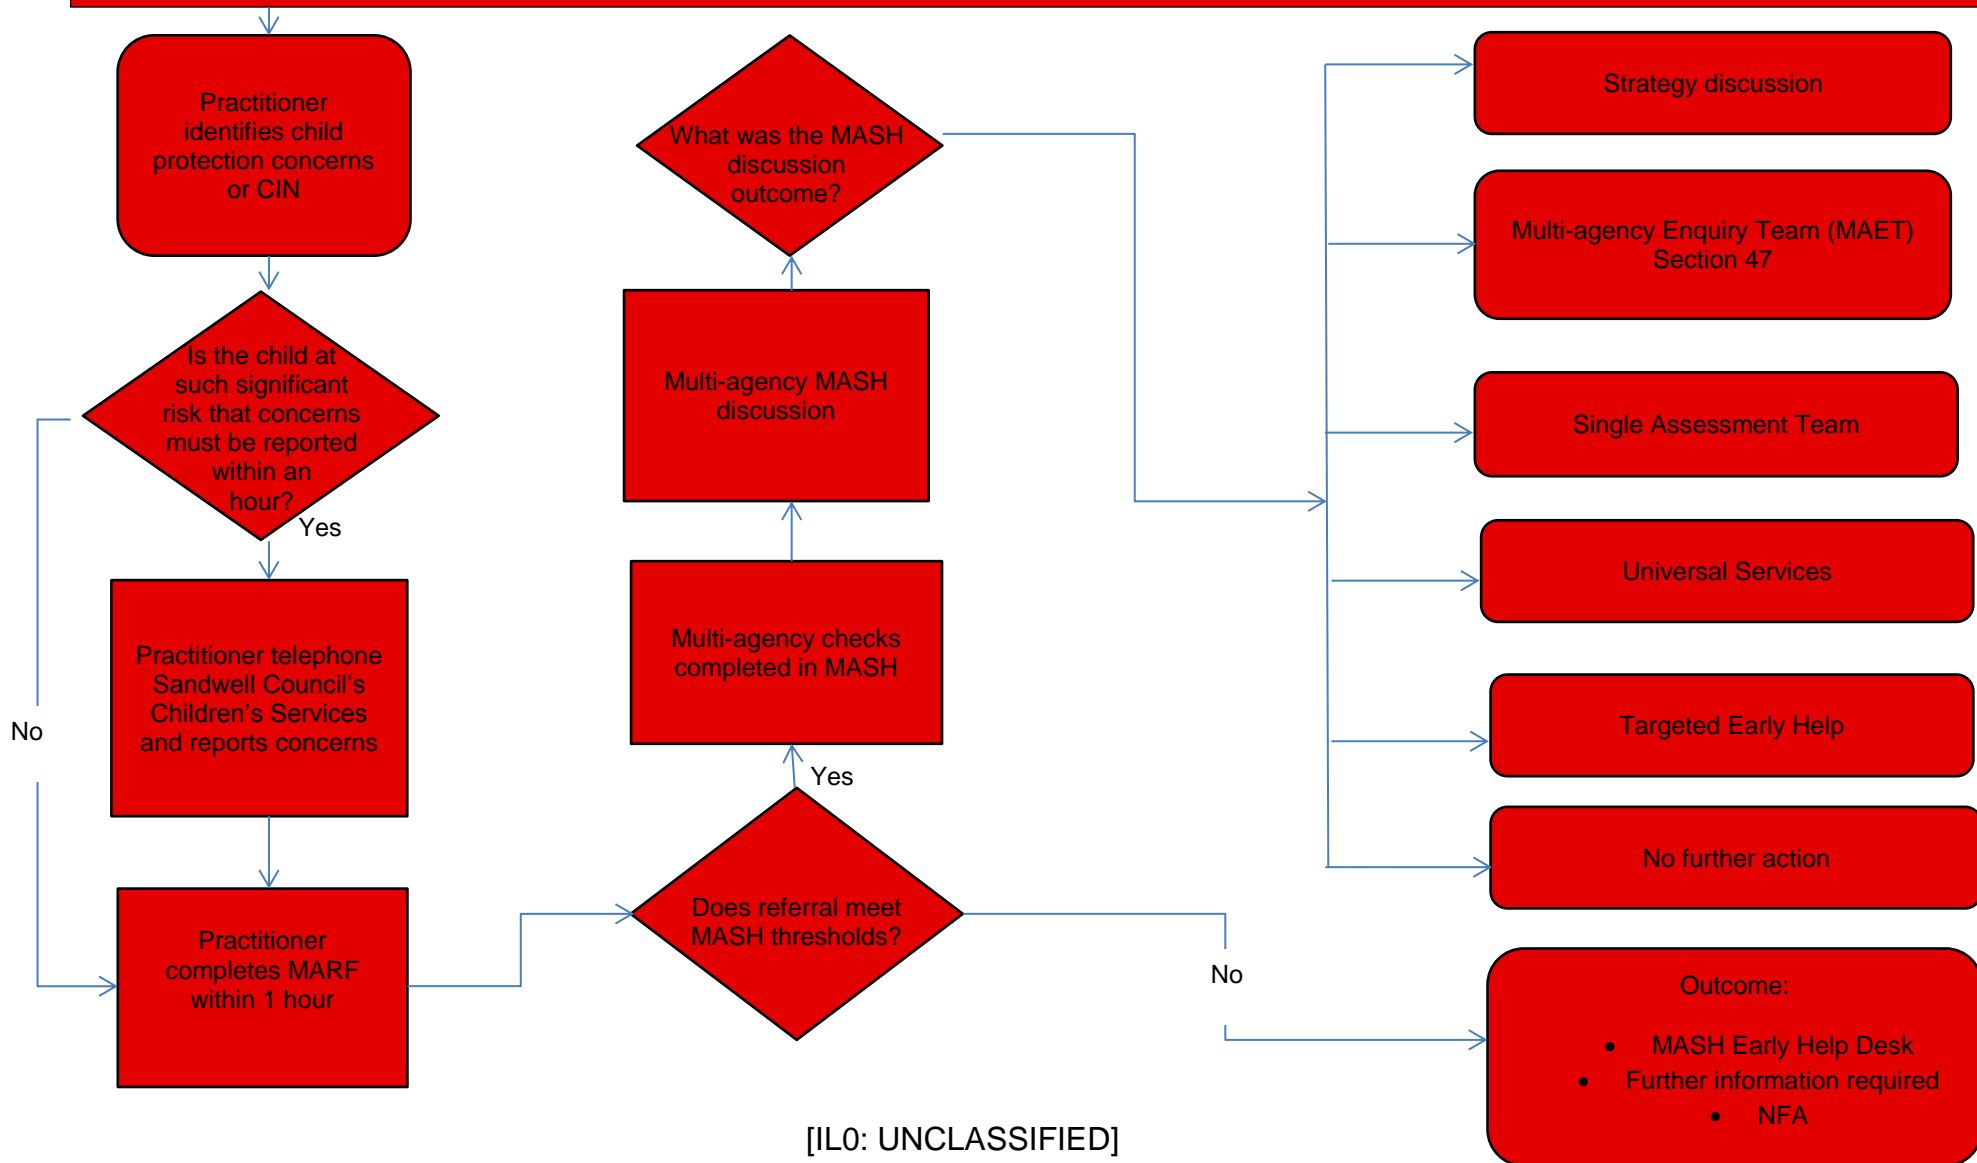 Practitioner
identifies child
protection concerns
or CIN
Is the child at
such significant
risk that concerns
must be reported
within an
hour?
Yes
No
Practitioner telephone
Sandwell Council’s
Children’s Services
and reports concerns
Practitioner
completes MARF
within 1 hour
What was the MASH
discussion
outcome?
Multi-agency MASH
discussion
Multi-agency checks
completed in MASH
Yes
Does referral meet
MASH thresholds?
No
Strategy discussion
Multi-agency Enquiry Team (MAET)
Section 47
Single Assessment Team
Universal Services
Targeted Early Help
No further action
Outcome:
• MASH Early Help Desk
• Further information required
• NFA
[IL0: UNCLASSIFIED]